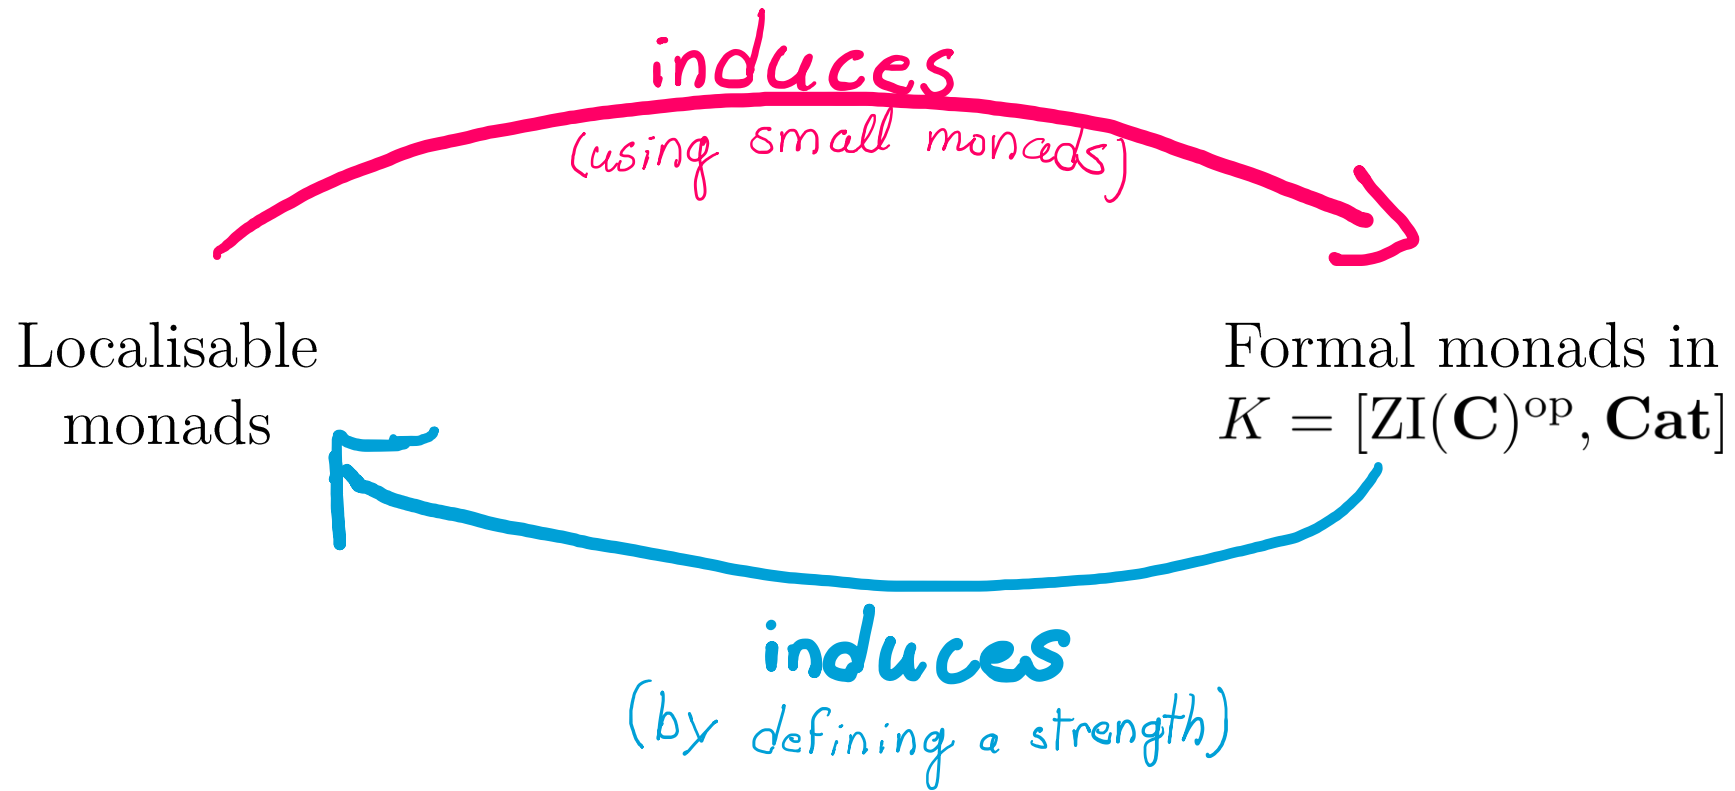 induces
(using small monads)
Localisable
monads
Formal monads in
K = [ZI(𝐂)ᵒᵖ, 𝐂𝐚𝐭]
induces
(by defining a strength)